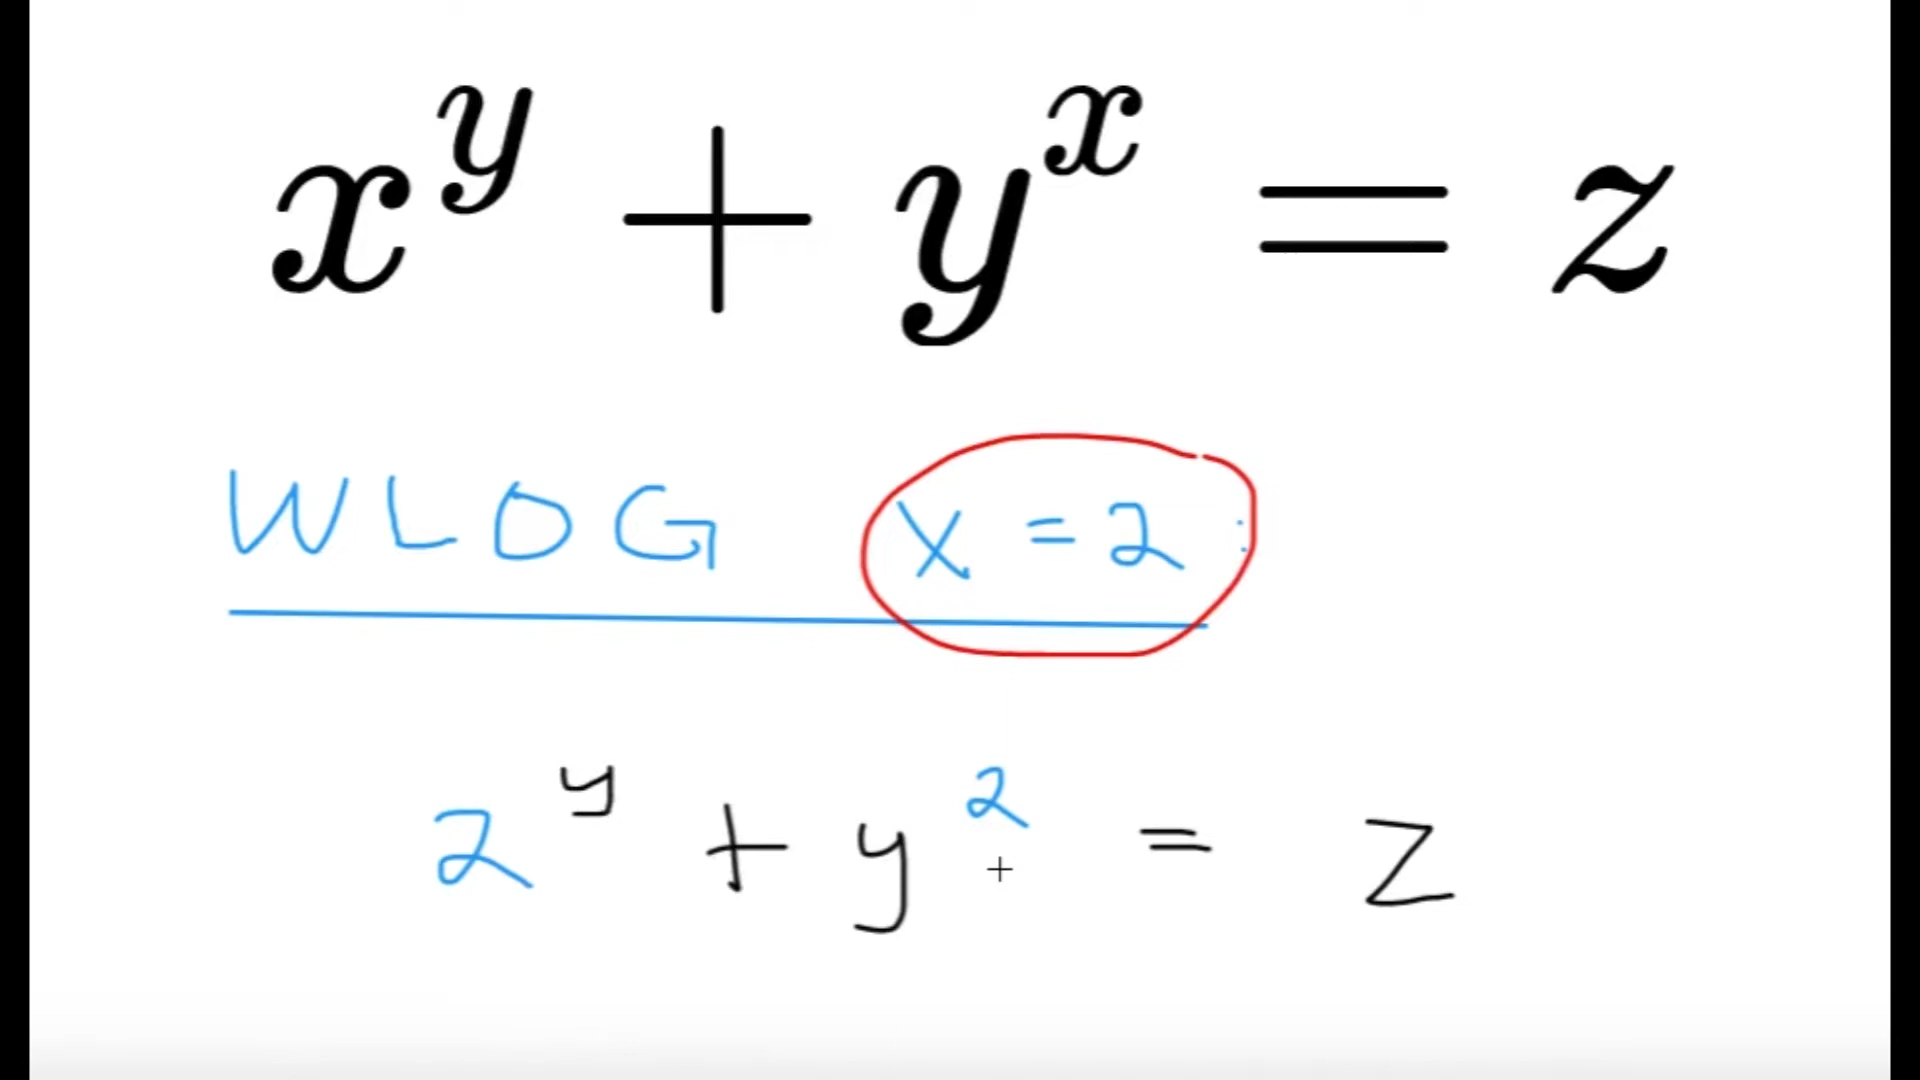 x^y + y^x = z
WLOG x = 2 :
2^y + y^2 = z